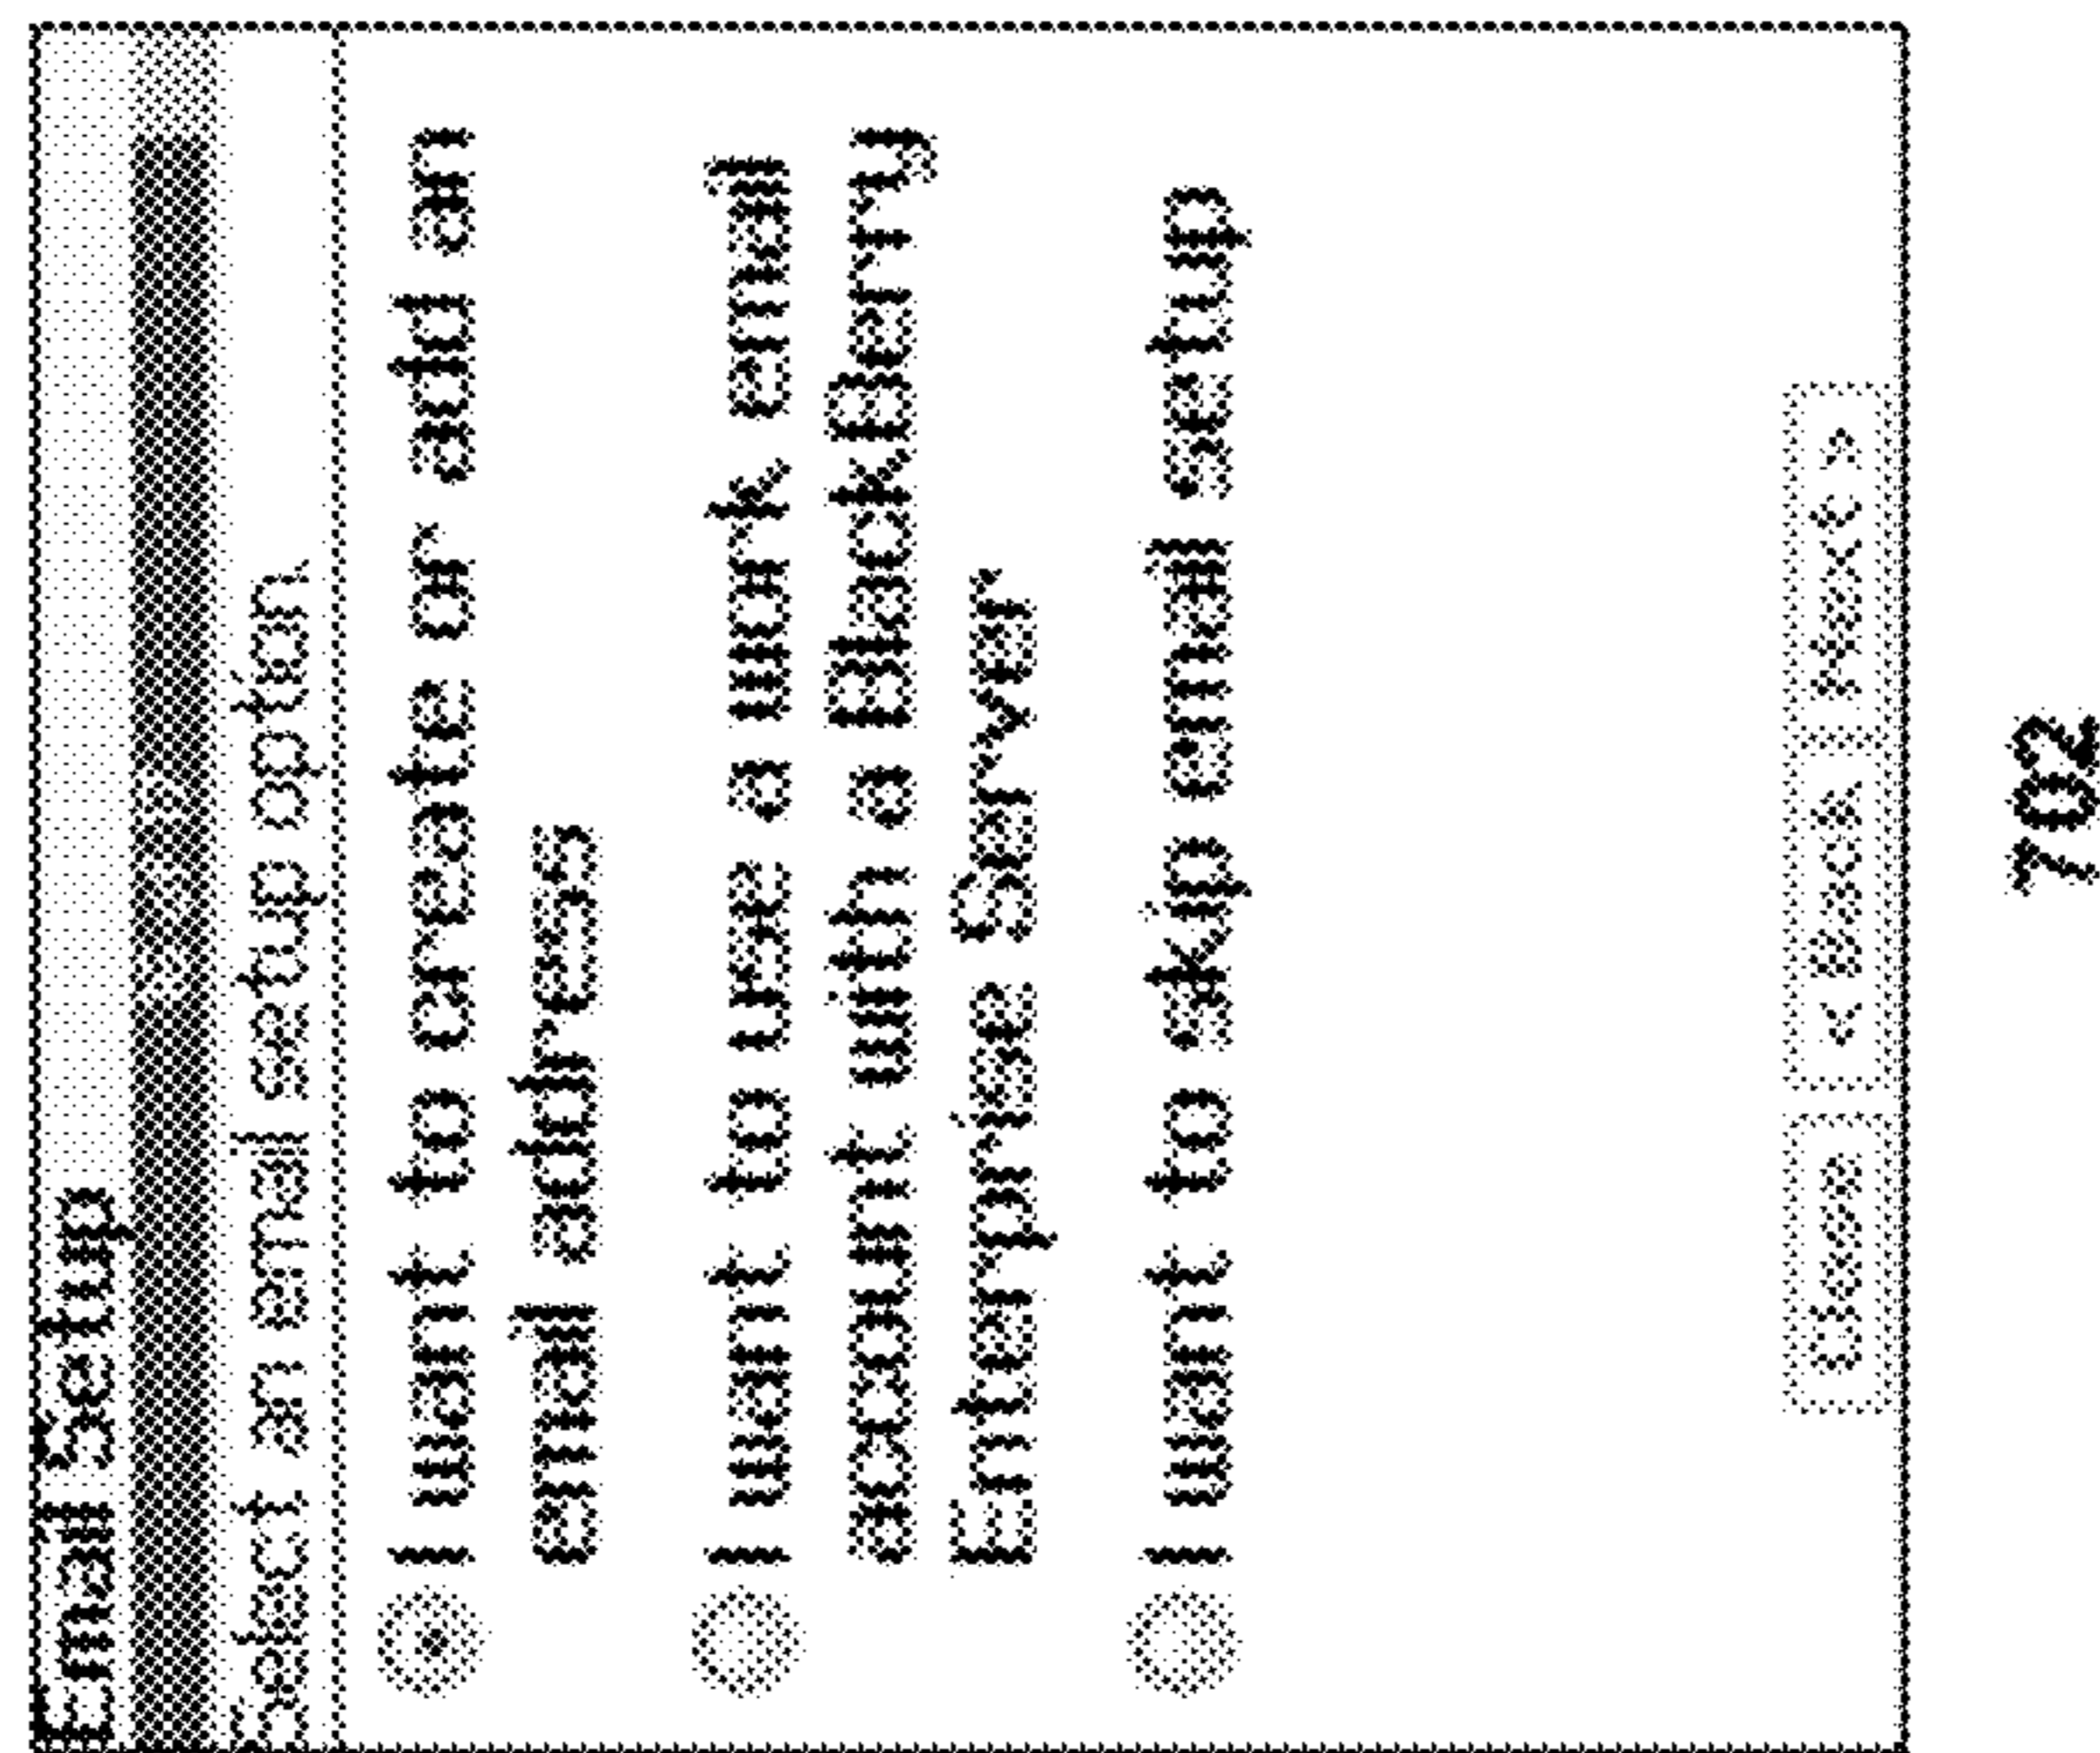 Email Setup
Select an email setup option.
I want to create or add an
email address
I want to use a work email
account with a BlackBerry
Enterprise Server
I want to skip email setup
Close < Back Next >
702